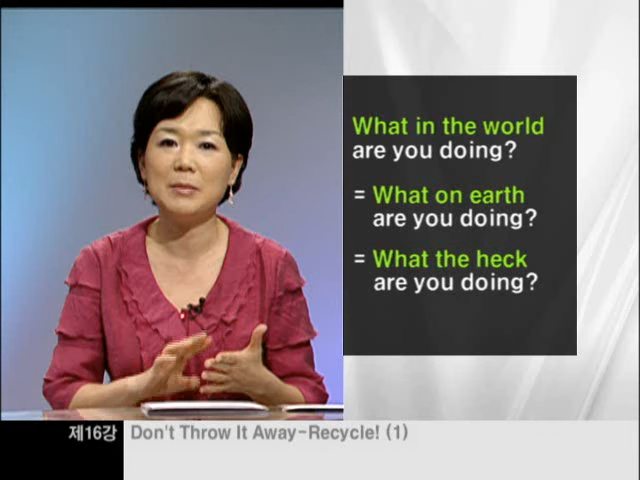 What in the world
are you doing?
= What on earth
are you doing?
= What the heck
are you doing?
제16강 Don't Throw It Away-Recycle! (1)